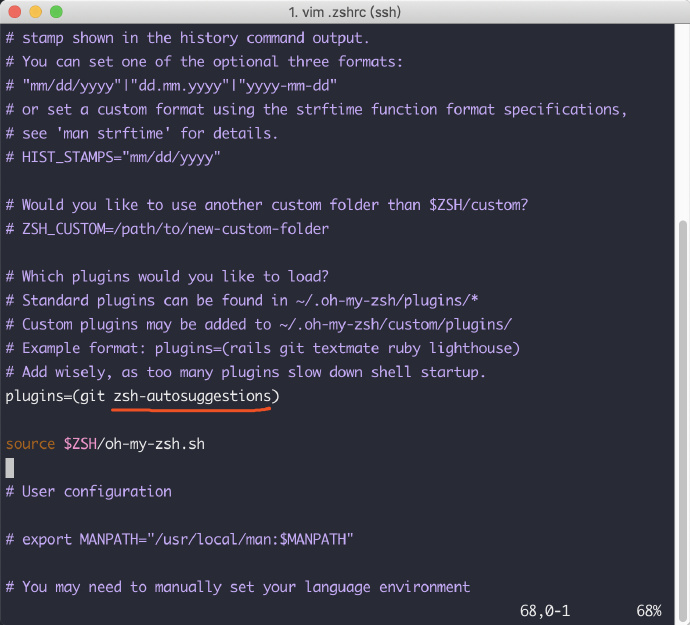 1. vim .zshrc (ssh)
# stamp shown in the history command output.
# You can set one of the optional three formats:
# "mm/dd/yyyy"|"dd.mm.yyyy"|"yyyy-mm-dd"
# or set a custom format using the strftime function format specifications,
# see 'man strftime' for details.
# HIST_STAMPS="mm/dd/yyyy"
# Would you like to use another custom folder than $ZSH/custom?
# ZSH_CUSTOM=/path/to/new-custom-folder
# Which plugins would you like to load?
# Standard plugins can be found in ~/.oh-my-zsh/plugins/*
# Custom plugins may be added to ~/.oh-my-zsh/custom/plugins/
# Example format: plugins=(rails git textmate ruby lighthouse)
# Add wisely, as too many plugins slow down shell startup.
plugins=(git zsh-autosuggestions)
source $ZSH/oh-my-zsh.sh
# User configuration
# export MANPATH="/usr/local/man:$MANPATH"
# You may need to manually set your language environment
68,0-1 68%